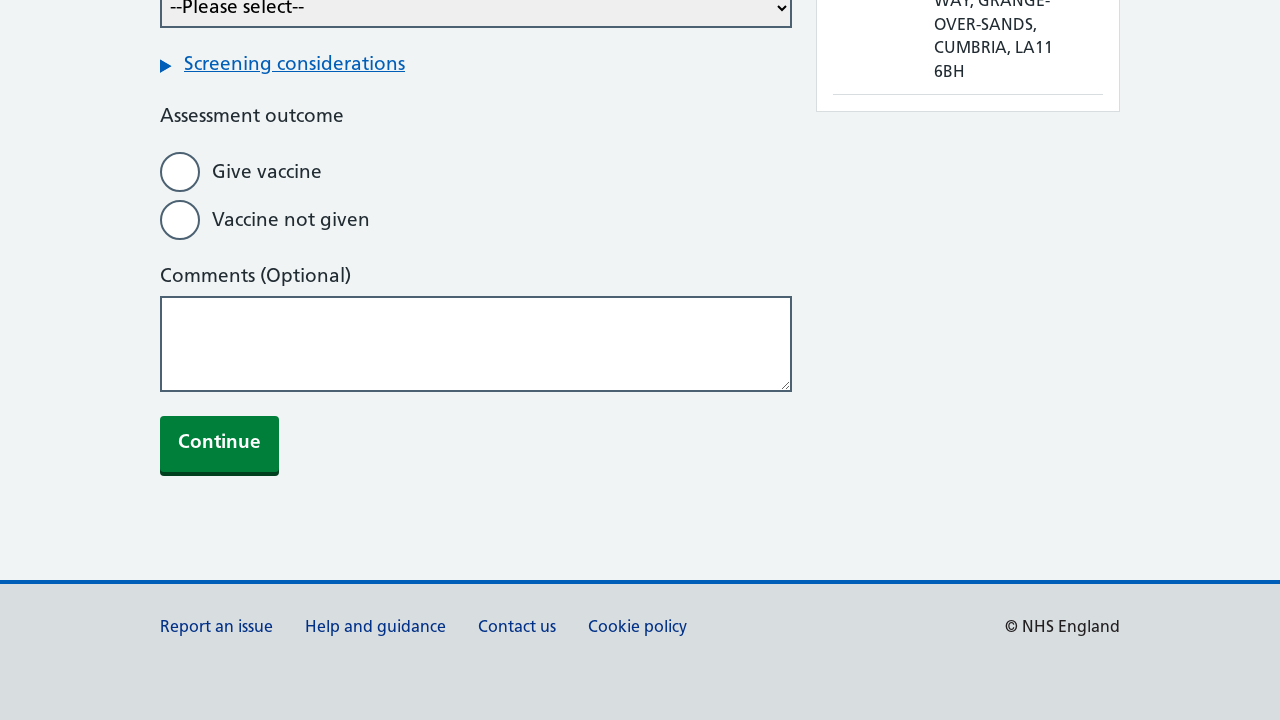 --Please select--
WAY, GRANGE-
OVER-SANDS,
CUMBRIA, LA11
6BH
Screening considerations
Assessment outcome
Give vaccine
Vaccine not given
Comments (Optional)
Continue
Report an issue Help and guidance Contact us Cookie policy © NHS England